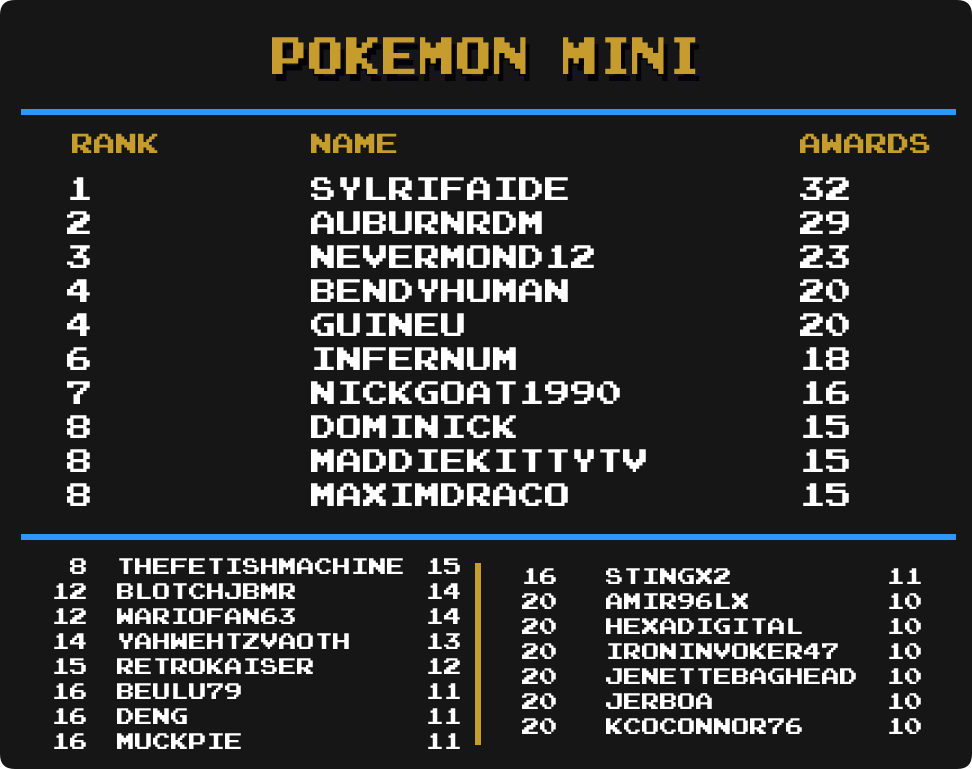 POKEMON MINI
RANK NAME AWARDS
1 SYLRIFAIDE 32
2 AUBURNRDM 29
3 NEVERMOND12 23
4 BENDYHUMAN 20
4 GUINEU 20
6 INFERNUM 18
7 NICKGOAT1990 16
8 DOMINICK 15
8 MADDIEKITTYTV 15
8 MAXIMDRACO 15
8 THEFETISHMACHINE 15
12 BLOTCHJBMR 14
12 WARIOFAN63 14
14 YAHWEHTZVAOTH 13
15 RETROKAISER 12
16 BEULU79 11
16 DENG 11
16 MUCKPIE 11
16 STINGX2 11
20 AMIR96LX 10
20 HEXADIGITAL 10
20 IRONINVOKER47 10
20 JENETTEBAGHEAD 10
20 JERBOA 10
20 KCOCONNOR76 10